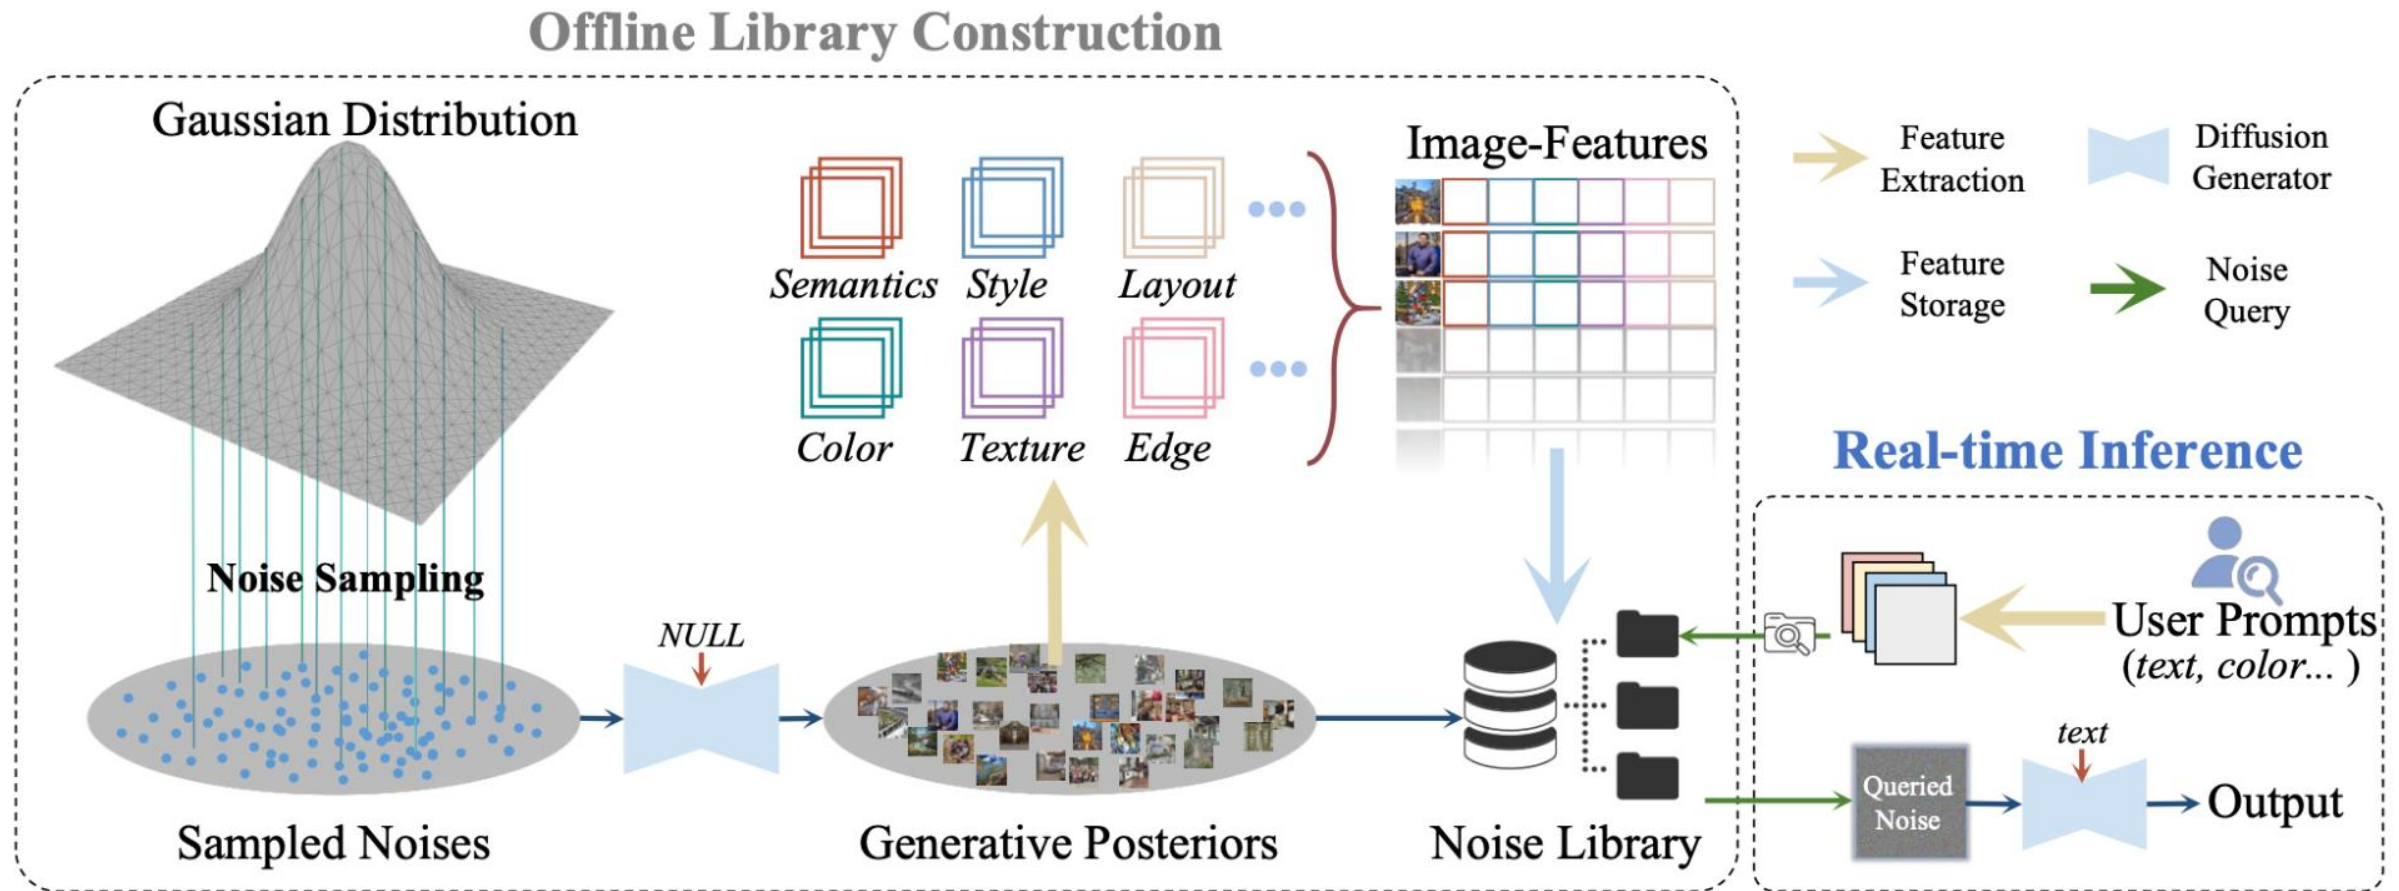 Offline Library Construction
Gaussian Distribution
Noise Sampling
Sampled Noises
NULL
Generative Posteriors
Semantics
Style
Layout
Color
Texture
Edge
Image-Features
Noise Library
Feature
Extraction
Diffusion
Generator
Feature
Storage
Noise
Query
Real-time Inference
User Prompts
(text, color... )
Queried
Noise
text
Output